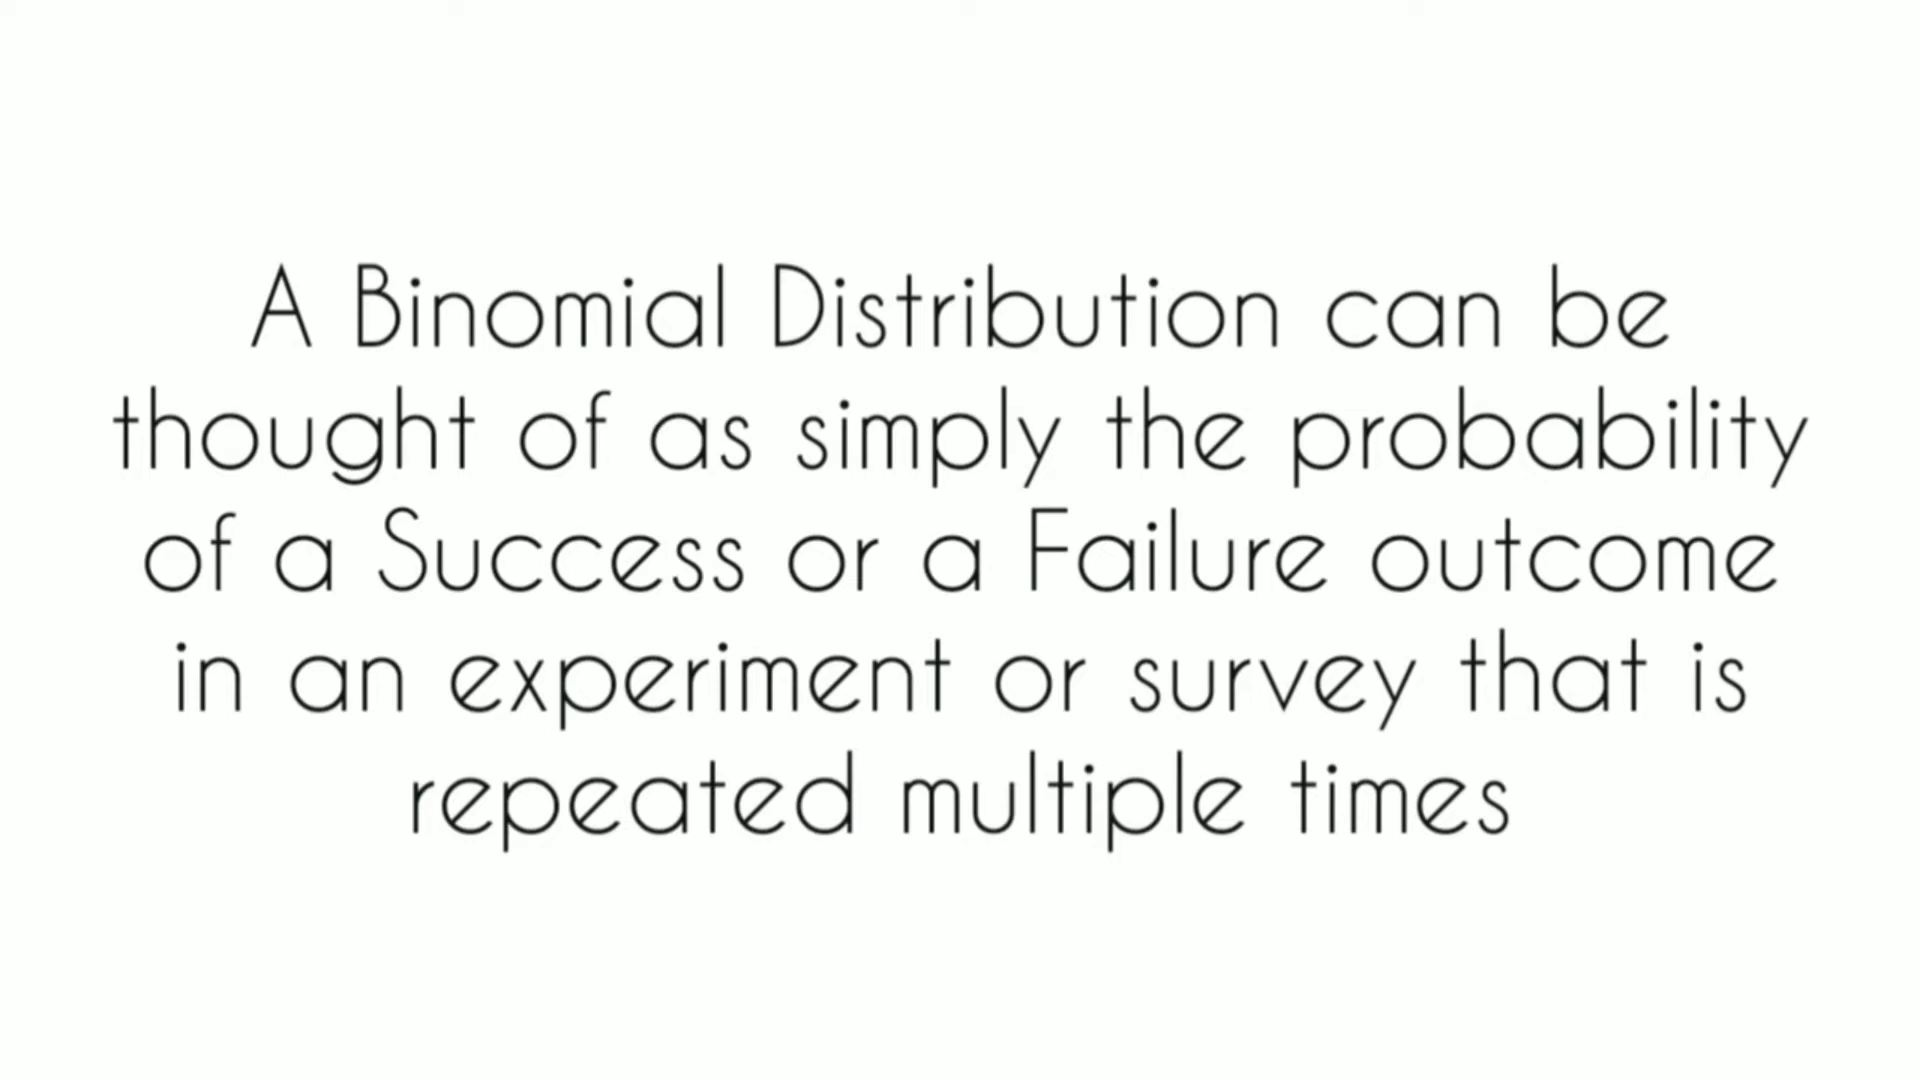 A Binomial Distribution can be
thought of as simply the probability
of a Success or a Failure outcome
in an experiment or survey that is
repeated multiple times